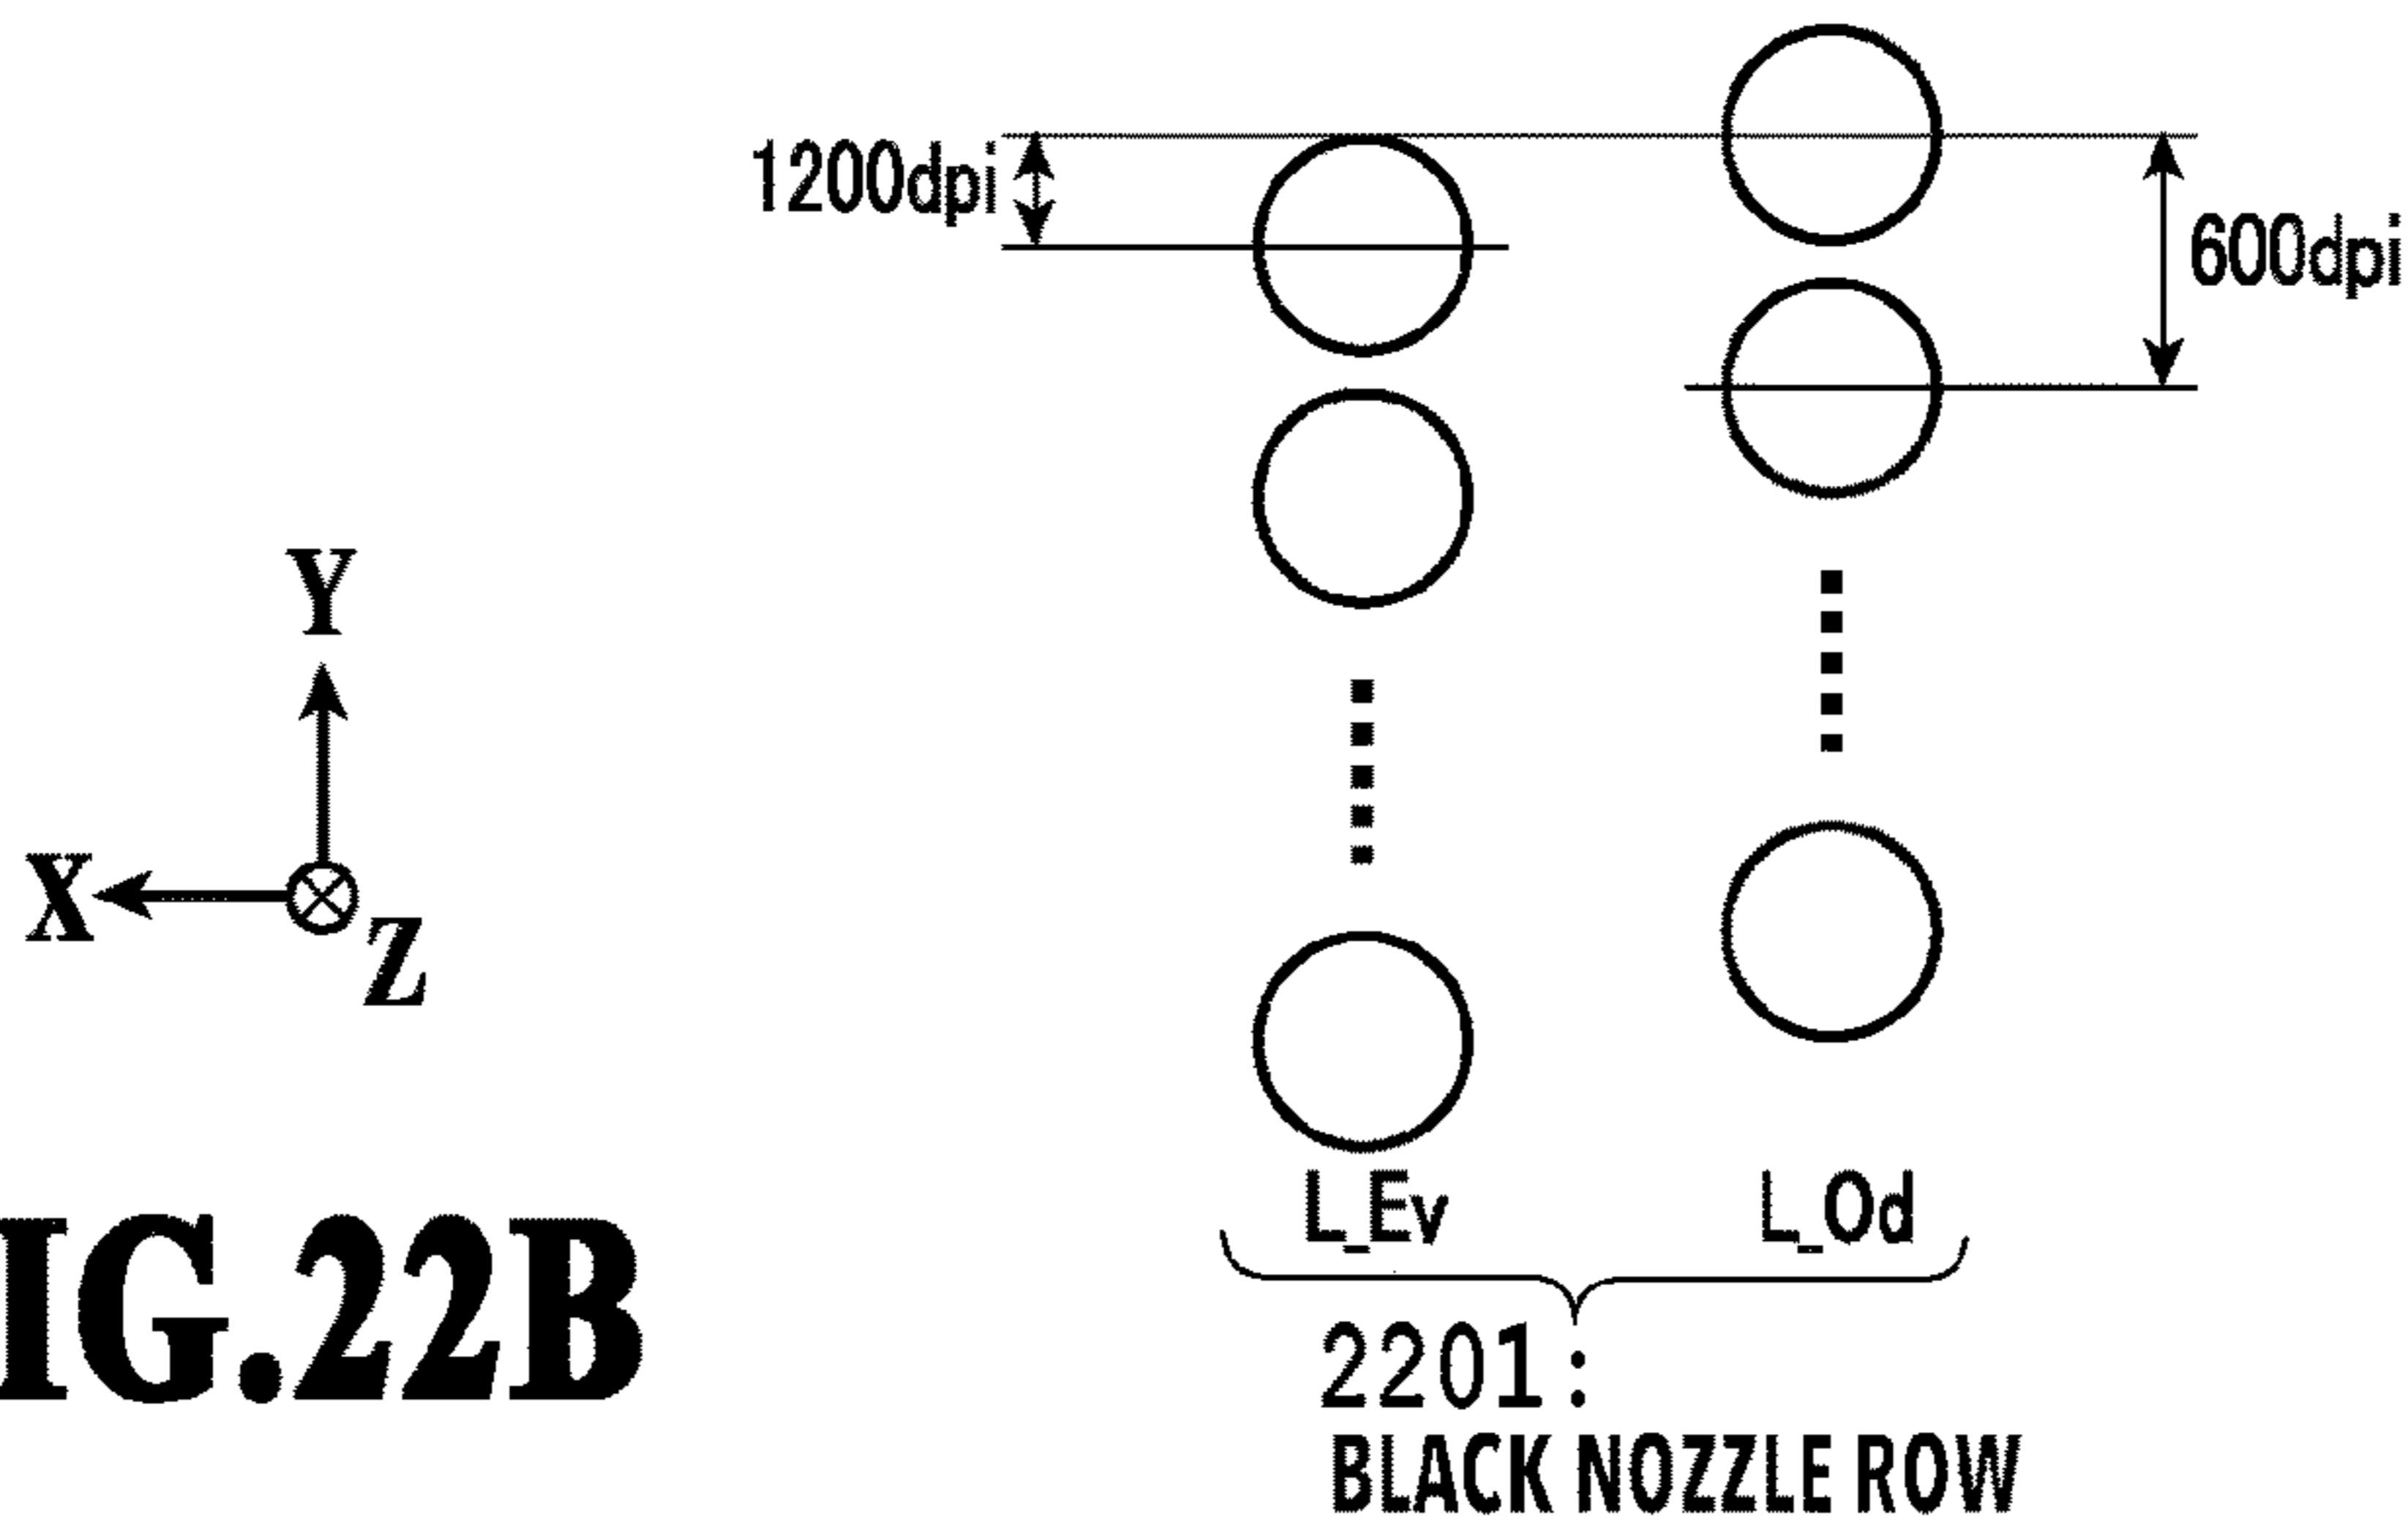 1200dpi
600dpi
Y
X
Z
L_Ev L_Od
IG.22B
2201:
BLACK NOZZLE ROW